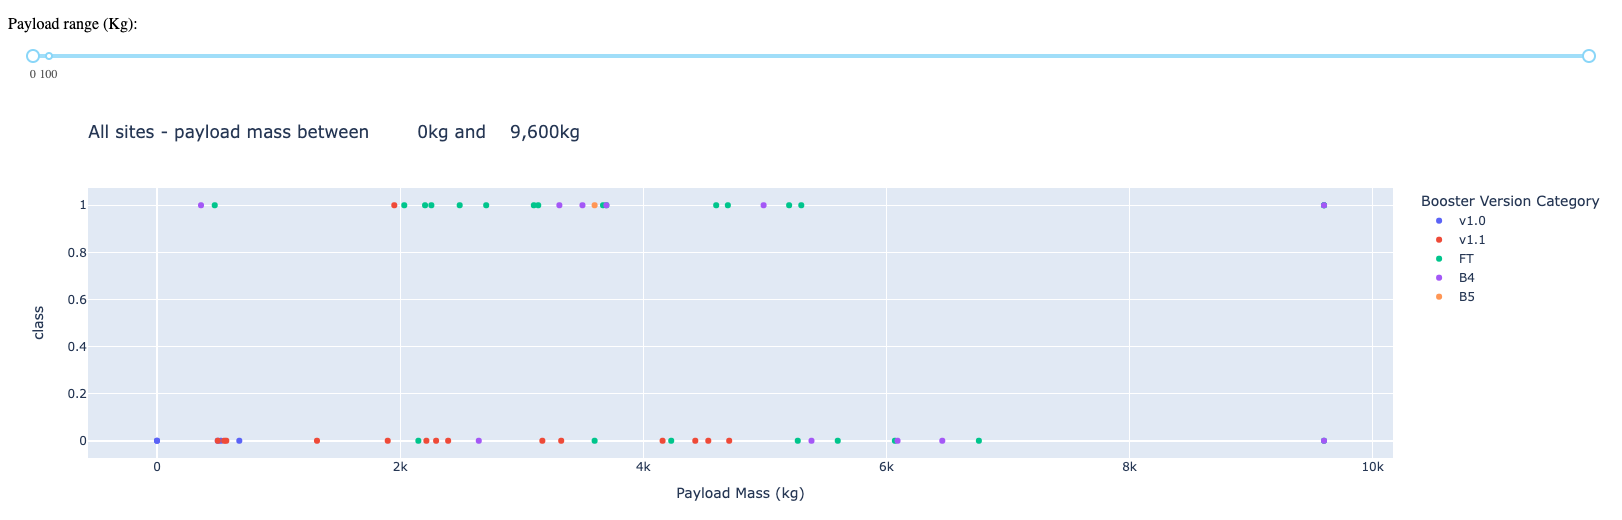 Payload range (Kg):
0 100
All sites - payload mass between 0kg and 9,600kg
1
0.8
0.6
0.4
0.2
0
class
0
2k
4k
6k
8k
10k
Payload Mass (kg)
Booster Version Category
v1.0
v1.1
FT
B4
B5